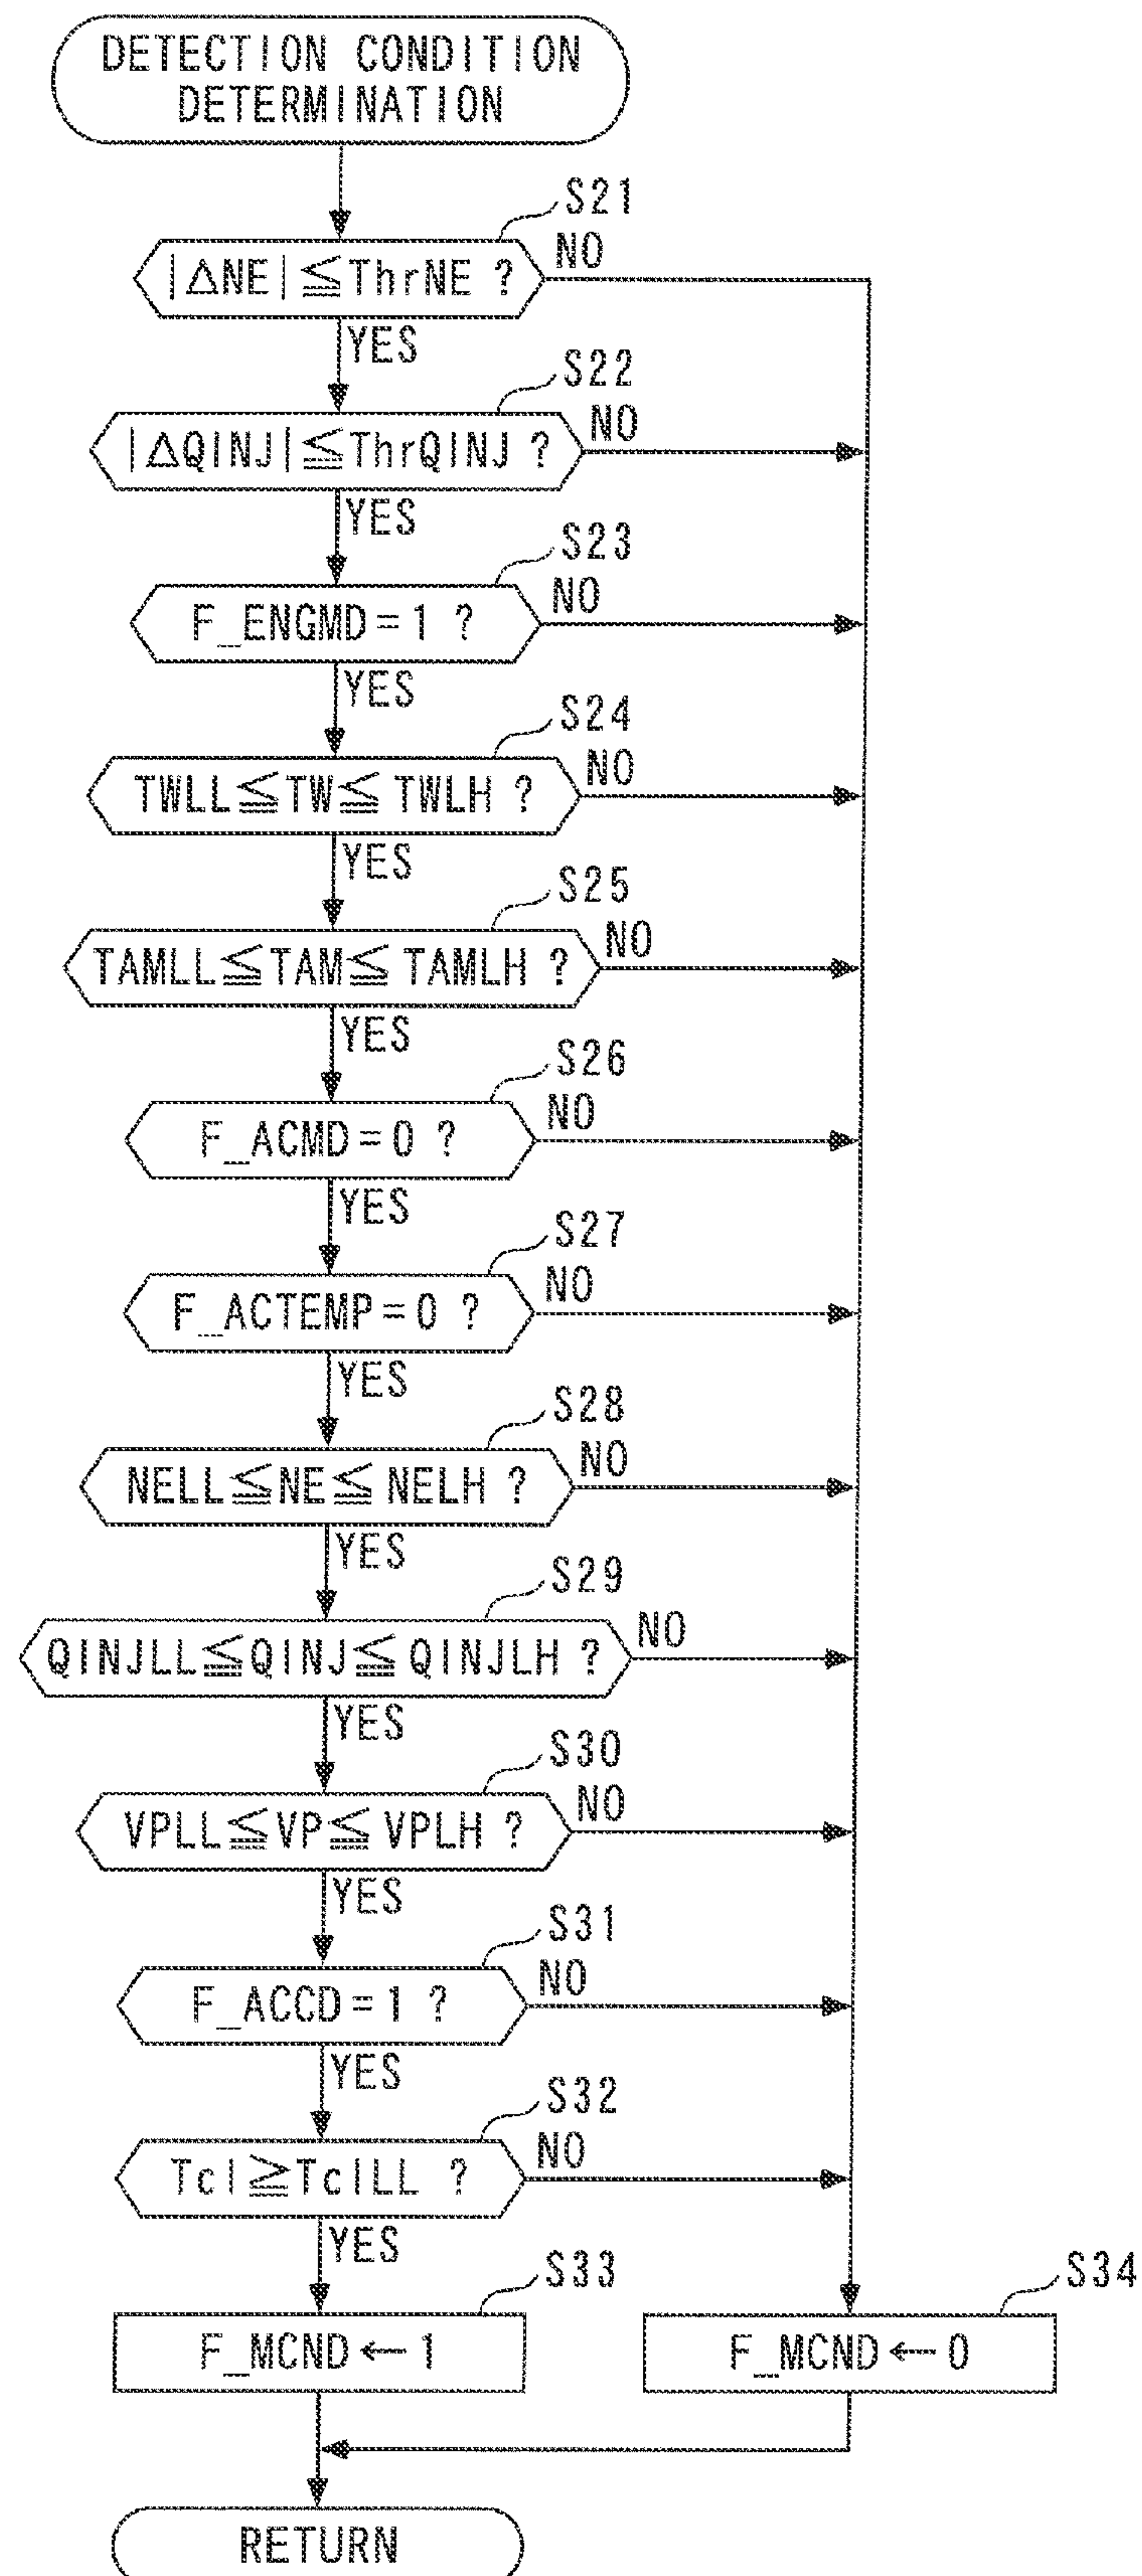 DETECTION CONDITION
DETERMINATION
S21
|△NE|≦ThrNE ?
NO
YES
S22
|△QINJ|≦ThrQINJ ?
NO
YES
S23
F_ENGMD=1 ?
NO
YES
S24
TWLL≦TW≦TWLH ?
NO
YES
S25
TAMLL≦TAM≦TAMLH ?
NO
YES
S26
F_ACMD=0 ?
NO
YES
S27
F_ACTEMP=0 ?
NO
YES
S28
NELL≦NE≦NELH ?
NO
YES
S29
QINJLL≦QINJ≦QINJLH ?
NO
YES
S30
VPLL≦VP≦VPLH ?
NO
YES
S31
F_ACCD=1 ?
NO
YES
S32
Tcl≧TclLL ?
NO
YES
S33
F_MCND←1
S34
F_MCND←0
RETURN